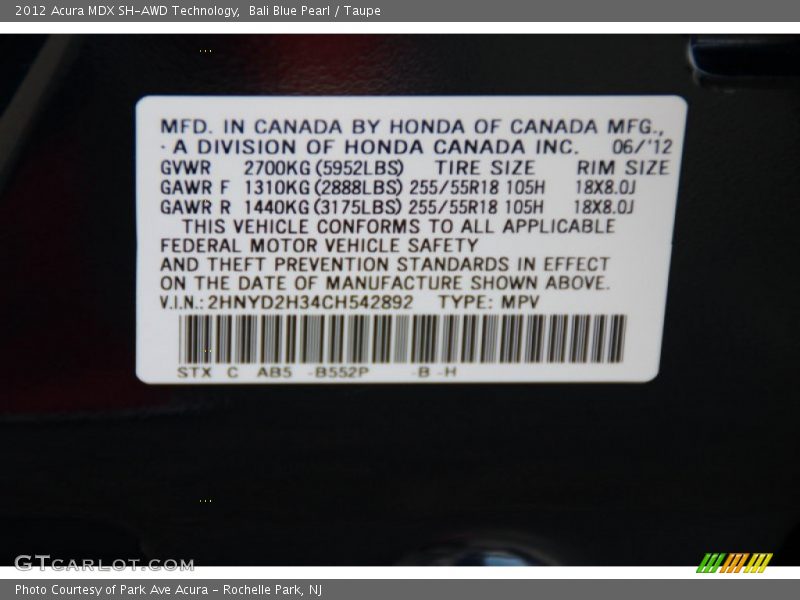 2012 Acura MDX SH-AWD Technology,  Bali Blue Pearl / Taupe
MFD. IN CANADA BY HONDA OF CANADA MFG.,
· A DIVISION OF HONDA CANADA INC. 06/'12
GVWR 2700KG (5952LBS) TIRE SIZE RIM SIZE
GAWR F 1310KG (2888LBS) 255/55R18 105H 18X8.0J
GAWR R 1440KG (3175LBS) 255/55R18 105H 18X8.0J
THIS VEHICLE CONFORMS TO ALL APPLICABLE
FEDERAL MOTOR VEHICLE SAFETY
AND THEFT PREVENTION STANDARDS IN EFFECT
ON THE DATE OF MANUFACTURE SHOWN ABOVE.
V.I.N.: 2HNYD2H34CH542892 TYPE: MPV
STX C AB5 -B552P -B -H
GTCARLOT.COM
Photo Courtesy of Park Ave Acura - Rochelle Park, NJ